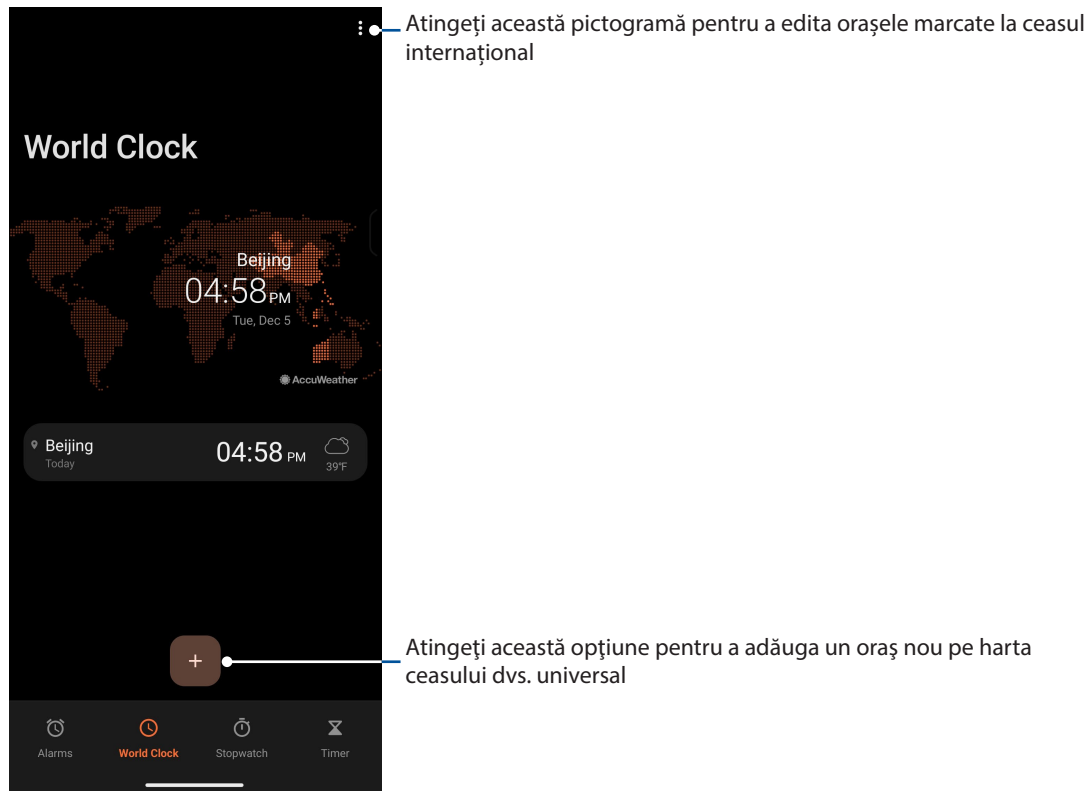 Atingeți această pictogramă pentru a edita orașele marcate la ceasul
internațional
World Clock
Beijing
04:58 PM
Tue, Dec 5
AccuWeather
Beijing
Today
04:58 PM
39°F
+
Atingeţi această opţiune pentru a adăuga un oraş nou pe harta
ceasului dvs. universal
Alarms
World Clock
Stopwatch
Timer